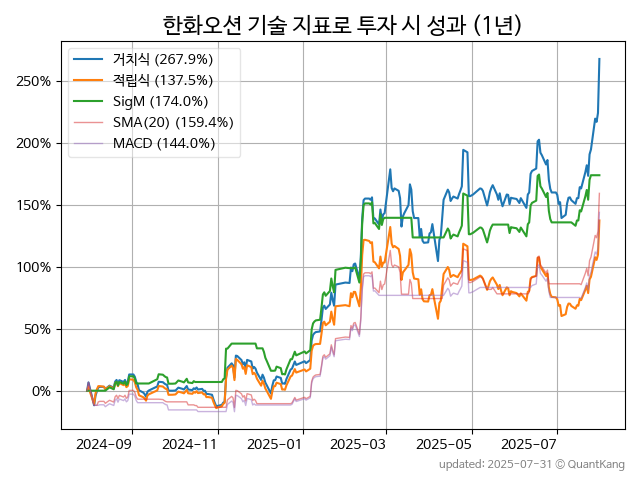 한화오션 기술 지표로 투자 시 성과 (1년)
거치식 (267.9%)
적립식 (137.5%)
SigM (174.0%)
SMA(20) (159.4%)
MACD (144.0%)
250%
200%
150%
100%
50%
0%
2024-09 2024-11 2025-01 2025-03 2025-05 2025-07
updated: 2025-07-31 © QuantKang